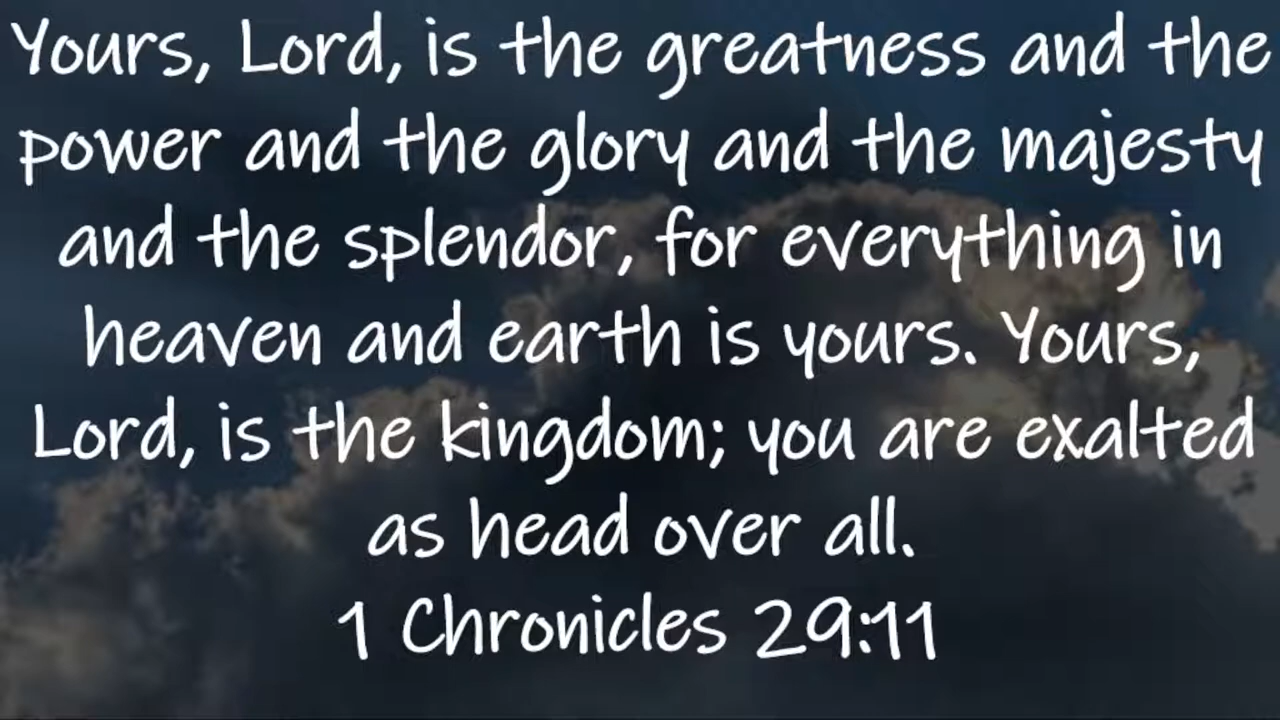 Yours, Lord, is the greatness and the
power and the glory and the majesty
and the splendor, for everything in
heaven and earth is yours. Yours,
Lord, is the kingdom; you are exalted
as head over all.
1 Chronicles 29:11